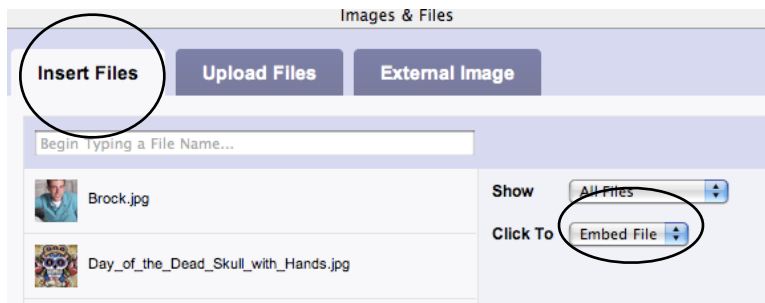 Images & Files
Insert Files Upload Files External Image
Begin Typing a File Name...
Show All Files
Brock.jpg
Click To Embed File
Day_of_the_Dead_Skull_with_Hands.jpg